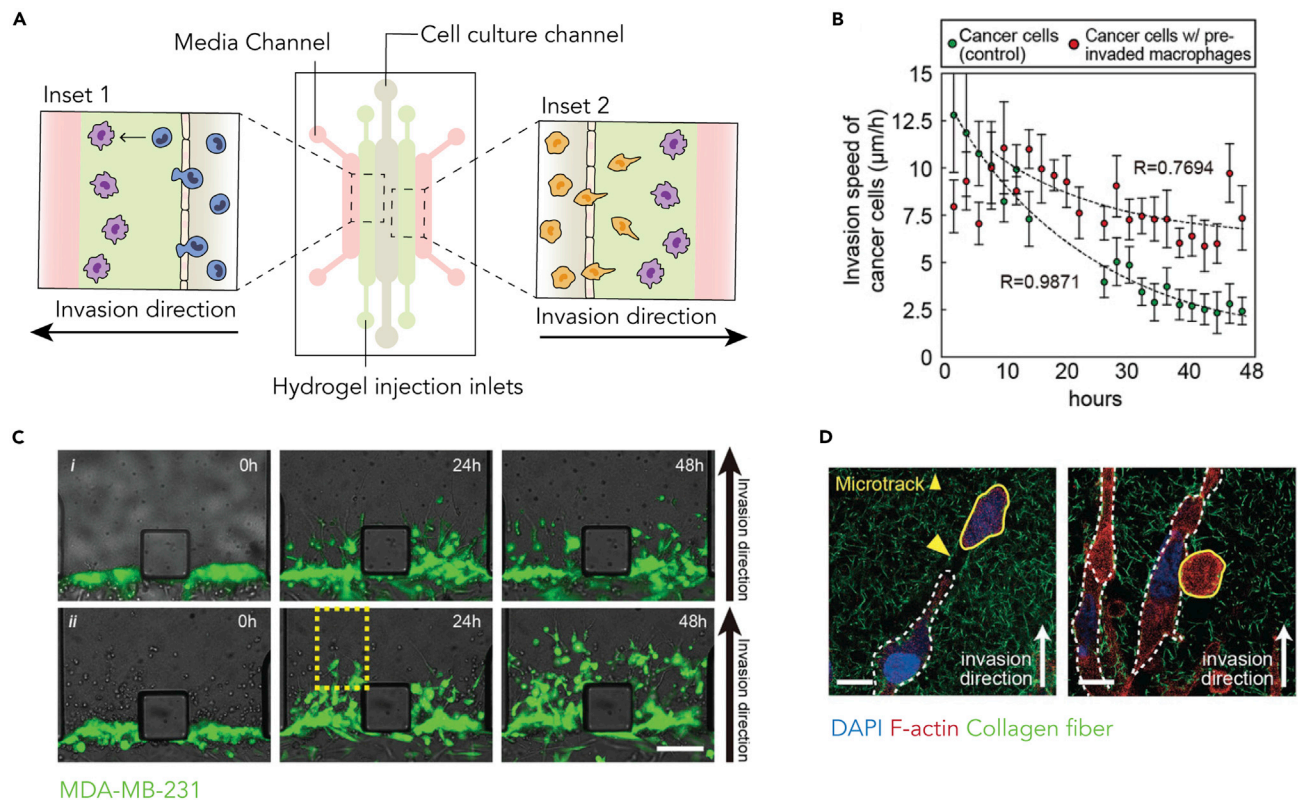 A
Media Channel
Cell culture channel
Inset 1
Inset 2
Invasion direction
Invasion direction
Hydrogel injection inlets
B
Cancer cells
(control)
Cancer cells w/ pre-
invaded macrophages
Invasion speed of
cancer cells (μm/h)
15
12.5
10
7.5
5
2.5
0
R=0.7694
R=0.9871
0
10
20
30
40
48
hours
C
i
0h
24h
48h
Invasion direction
ii
0h
24h
48h
Invasion direction
MDA-MB-231
D
Microtrack
invasion
direction
invasion
direction
DAPI F-actin Collagen fiber